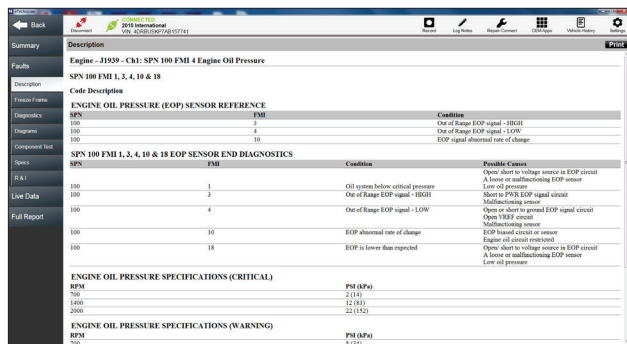 Back
Disconnect
CONNECTED
2010 International
VIN: 4DRBUSKP7AB157741
Record
Log Notes
Repair-Connect
OEM Apps
Vehicle History
Settings
Summary
Faults
Description
Freeze Frame
Diagnostics
Diagrams
Component Test
Specs
R & I
Live Data
Full Report
Description
Print
Engine - J1939 - Ch1: SPN 100 FMI 4 Engine Oil Pressure
SPN 100 FMI 1, 3, 4, 10 & 18
Code Description
ENGINE OIL PRESSURE (EOP) SENSOR REFERENCE
SPN FMI Condition
100 3 Out of Range EOP signal - HIGH
100 4 Out of Range EOP signal - LOW
100 10 EOP signal abnormal rate of change
SPN 100 FMI 1, 3, 4, 10 & 18 EOP SENSOR END DIAGNOSTICS
SPN FMI Condition Possible Causes
Open/ short to voltage source in EOP circuit
A loose or malfunctioning EOP sensor
100 1 Oil system below critical pressure Low oil pressure
100 3 Out of Range EOP signal - HIGH Short to PWR EOP signal circuit
Malfunctioning sensor
100 4 Out of Range EOP signal - LOW Open or short to ground EOP signal circuit
Open VREF circuit
Malfunctioning sensor
100 10 EOP abnormal rate of change EOP biased circuit or sensor
Engine oil circuit restricted
100 18 EOP is lower than expected Open/ short to voltage source in EOP circuit
A loose or malfunctioning EOP sensor
Low oil pressure
ENGINE OIL PRESSURE SPECIFICATIONS (CRITICAL)
RPM PSI (kPa)
700 2 (14)
1400 12 (83)
2000 22 (152)
ENGINE OIL PRESSURE SPECIFICATIONS (WARNING)
RPM PSI (kPa)
700 5 (34)